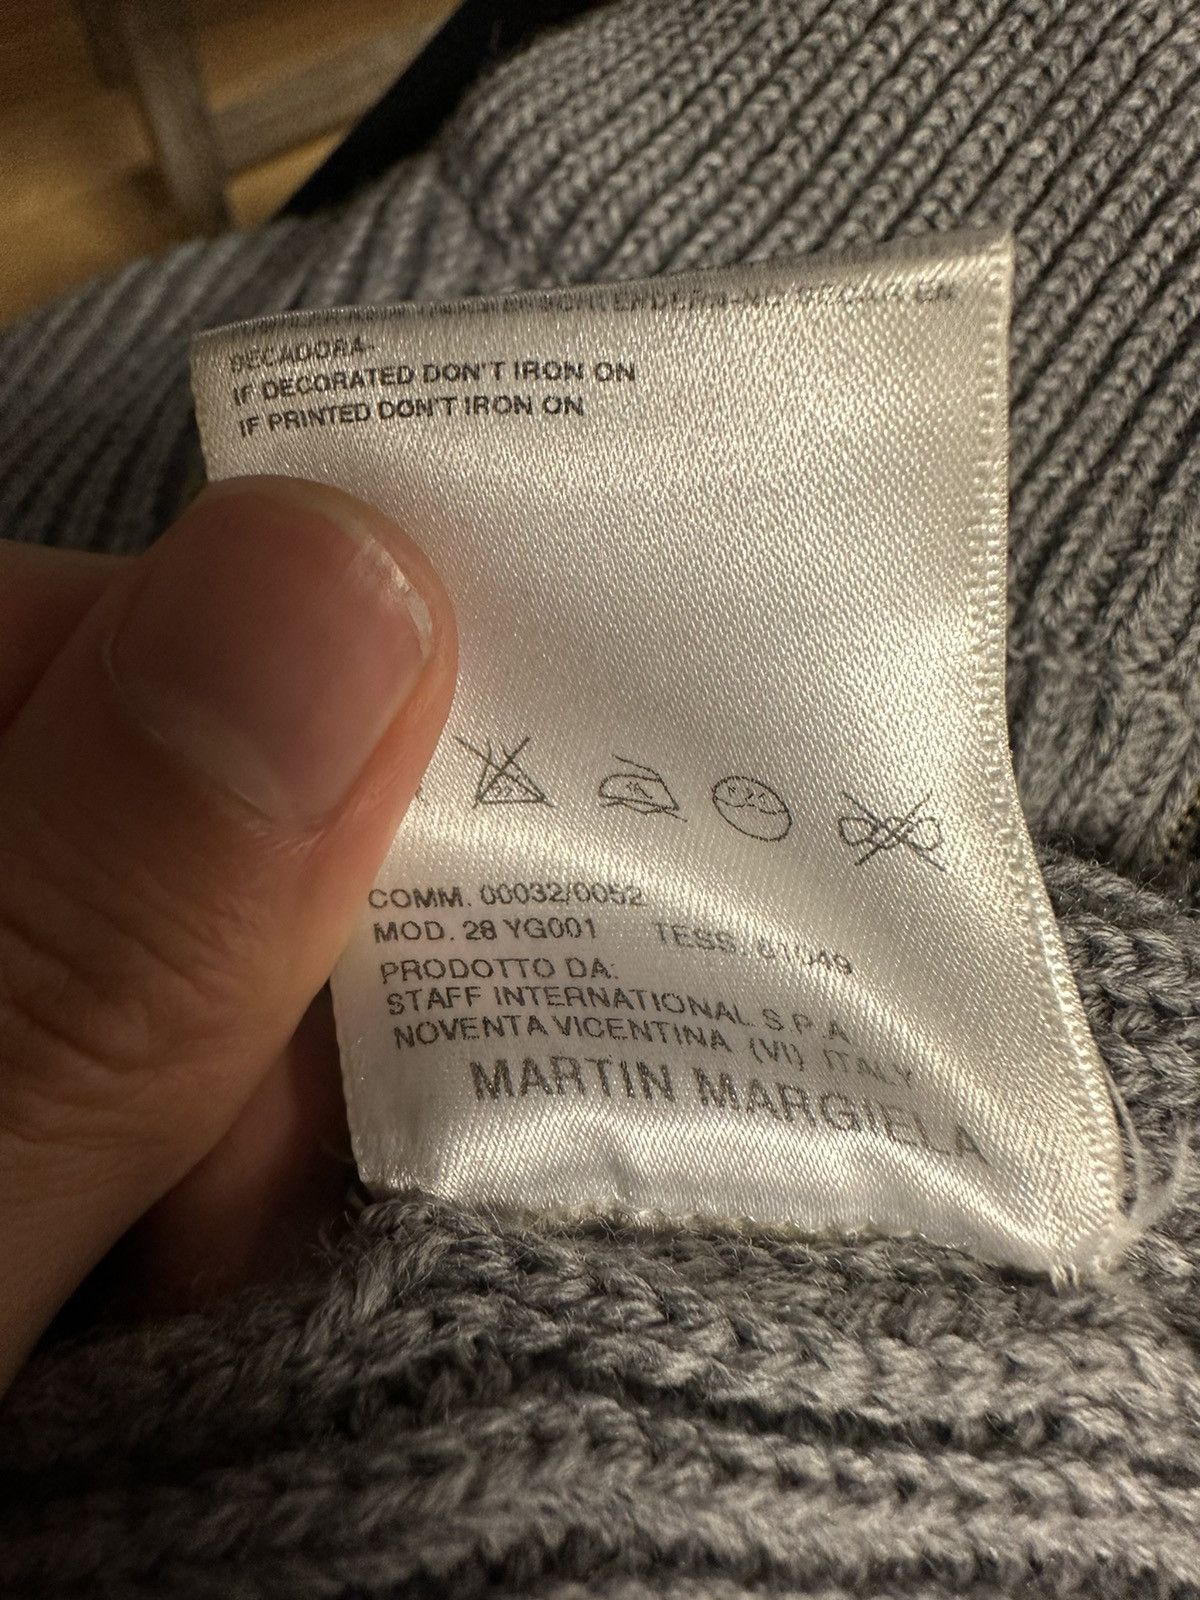 SECADORA-
IF DECORATED DON'T IRON ON
IF PRINTED DON'T IRON ON
COMM. 00032/0052
MOD. 28 YG001 TESS.
PRODOTTO DA:
STAFF INTERNATIONAL S.P.A
NOVENTA VICENTINA (VI) ITALY
MARTIN MARGIELA